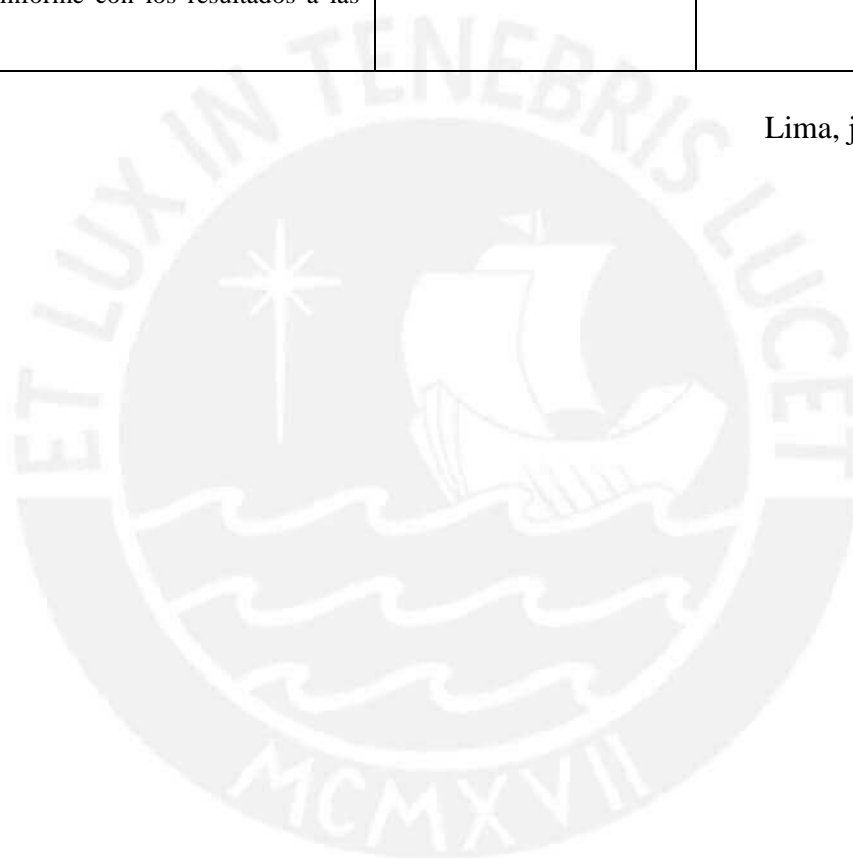 informe con los resultados a las
Lima, j
ET LUX IN TENEBRIS LUCET
MCMXVII